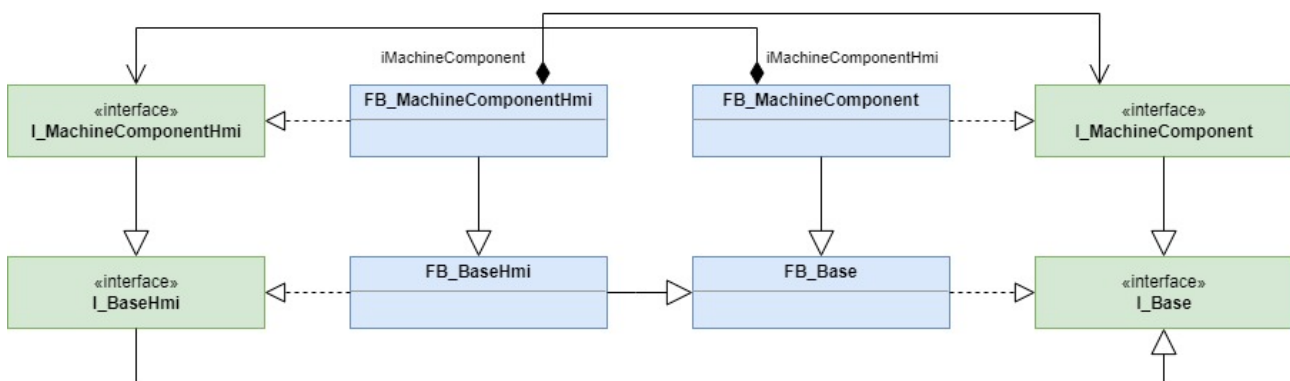 iMachineComponent
iMachineComponentHmi
«interface»
I_MachineComponentHmi
FB_MachineComponentHmi
FB_MachineComponent
«interface»
I_MachineComponent
«interface»
I_BaseHmi
FB_BaseHmi
FB_Base
«interface»
I_Base